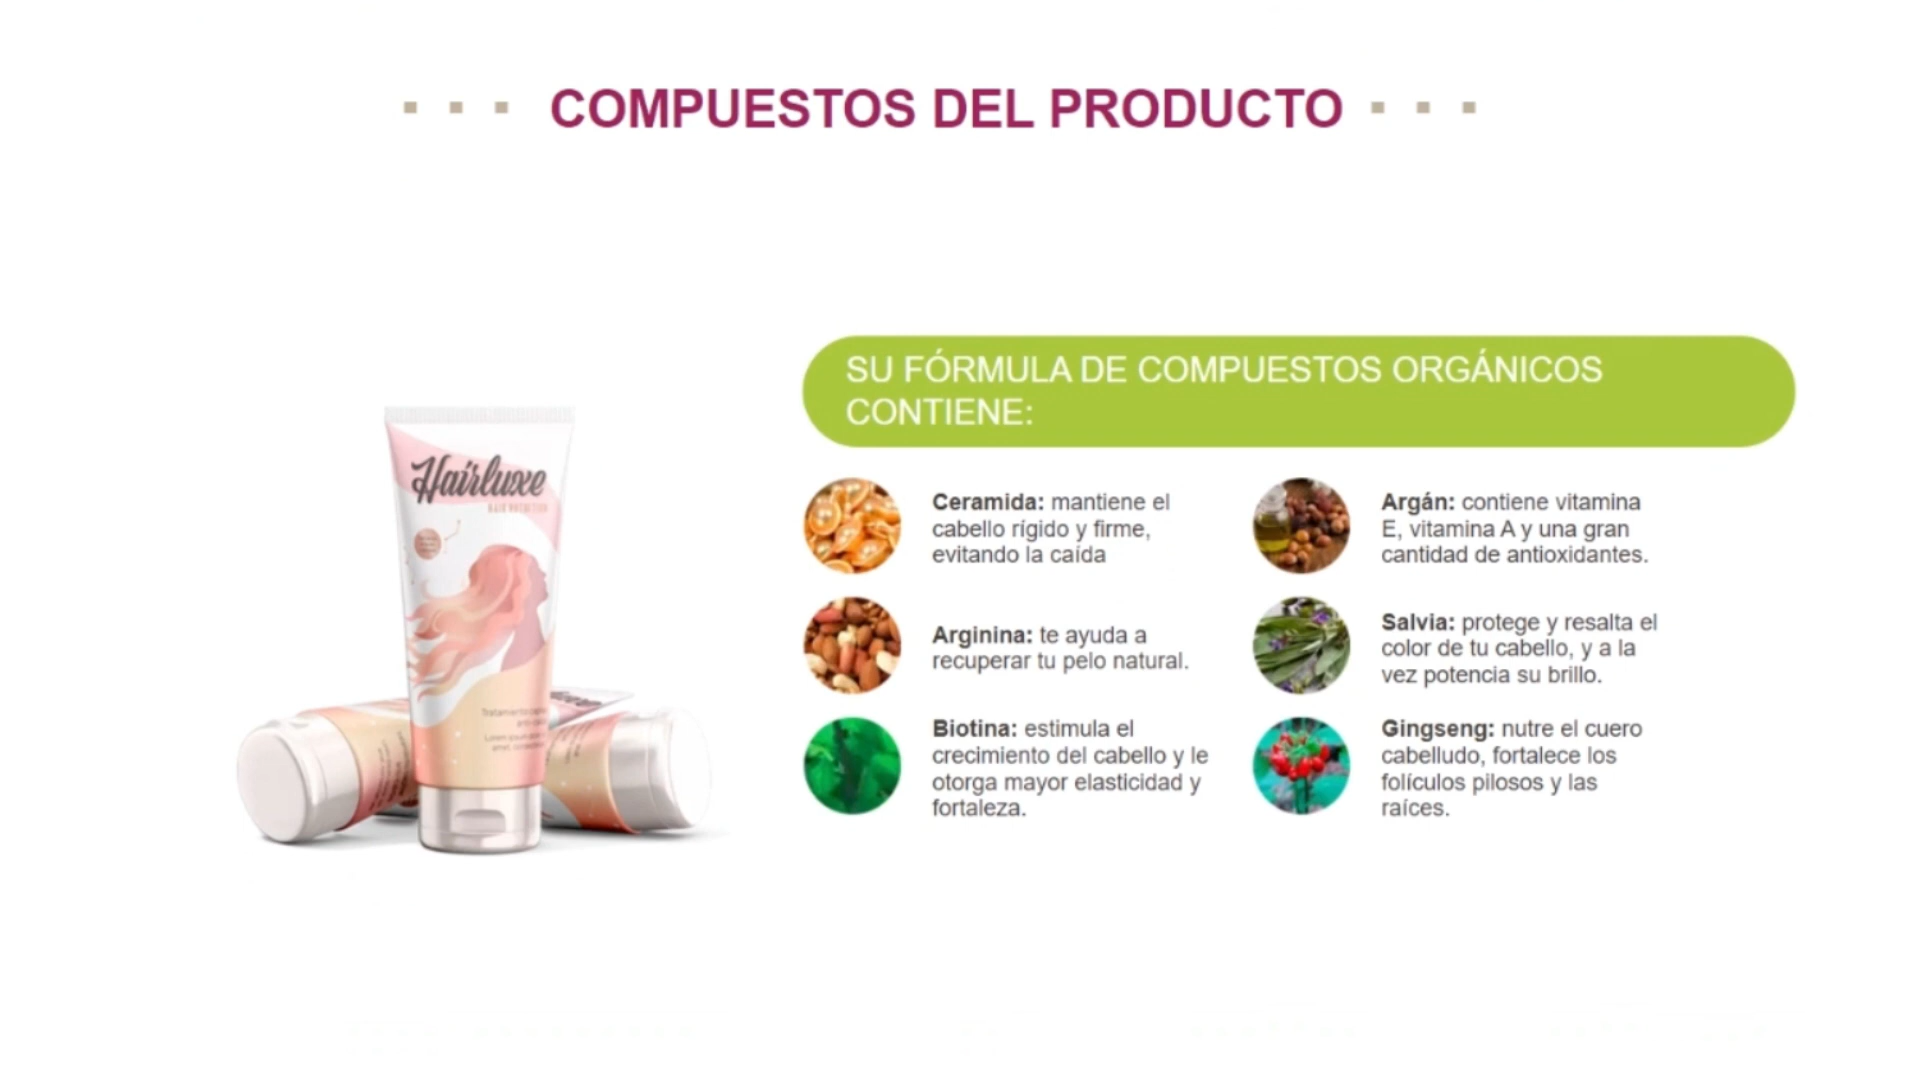 COMPUESTOS DEL PRODUCTO
SU FÓRMULA DE COMPUESTOS ORGÁNICOS
CONTIENE:
Hairluxe
HAIR NUTRITION
Ceramida: mantiene el
cabello rígido y firme,
evitando la caída
Argán: contiene vitamina
E, vitamina A y una gran
cantidad de antioxidantes.
Arginina: te ayuda a
recuperar tu pelo natural.
Salvia: protege y resalta el
color de tu cabello, y a la
vez potencia su brillo.
Biotina: estimula el
crecimiento del cabello y le
otorga mayor elasticidad y
fortaleza.
Gingseng: nutre el cuero
cabelludo, fortalece los
folículos pilosos y las
raíces.
Tratamiento